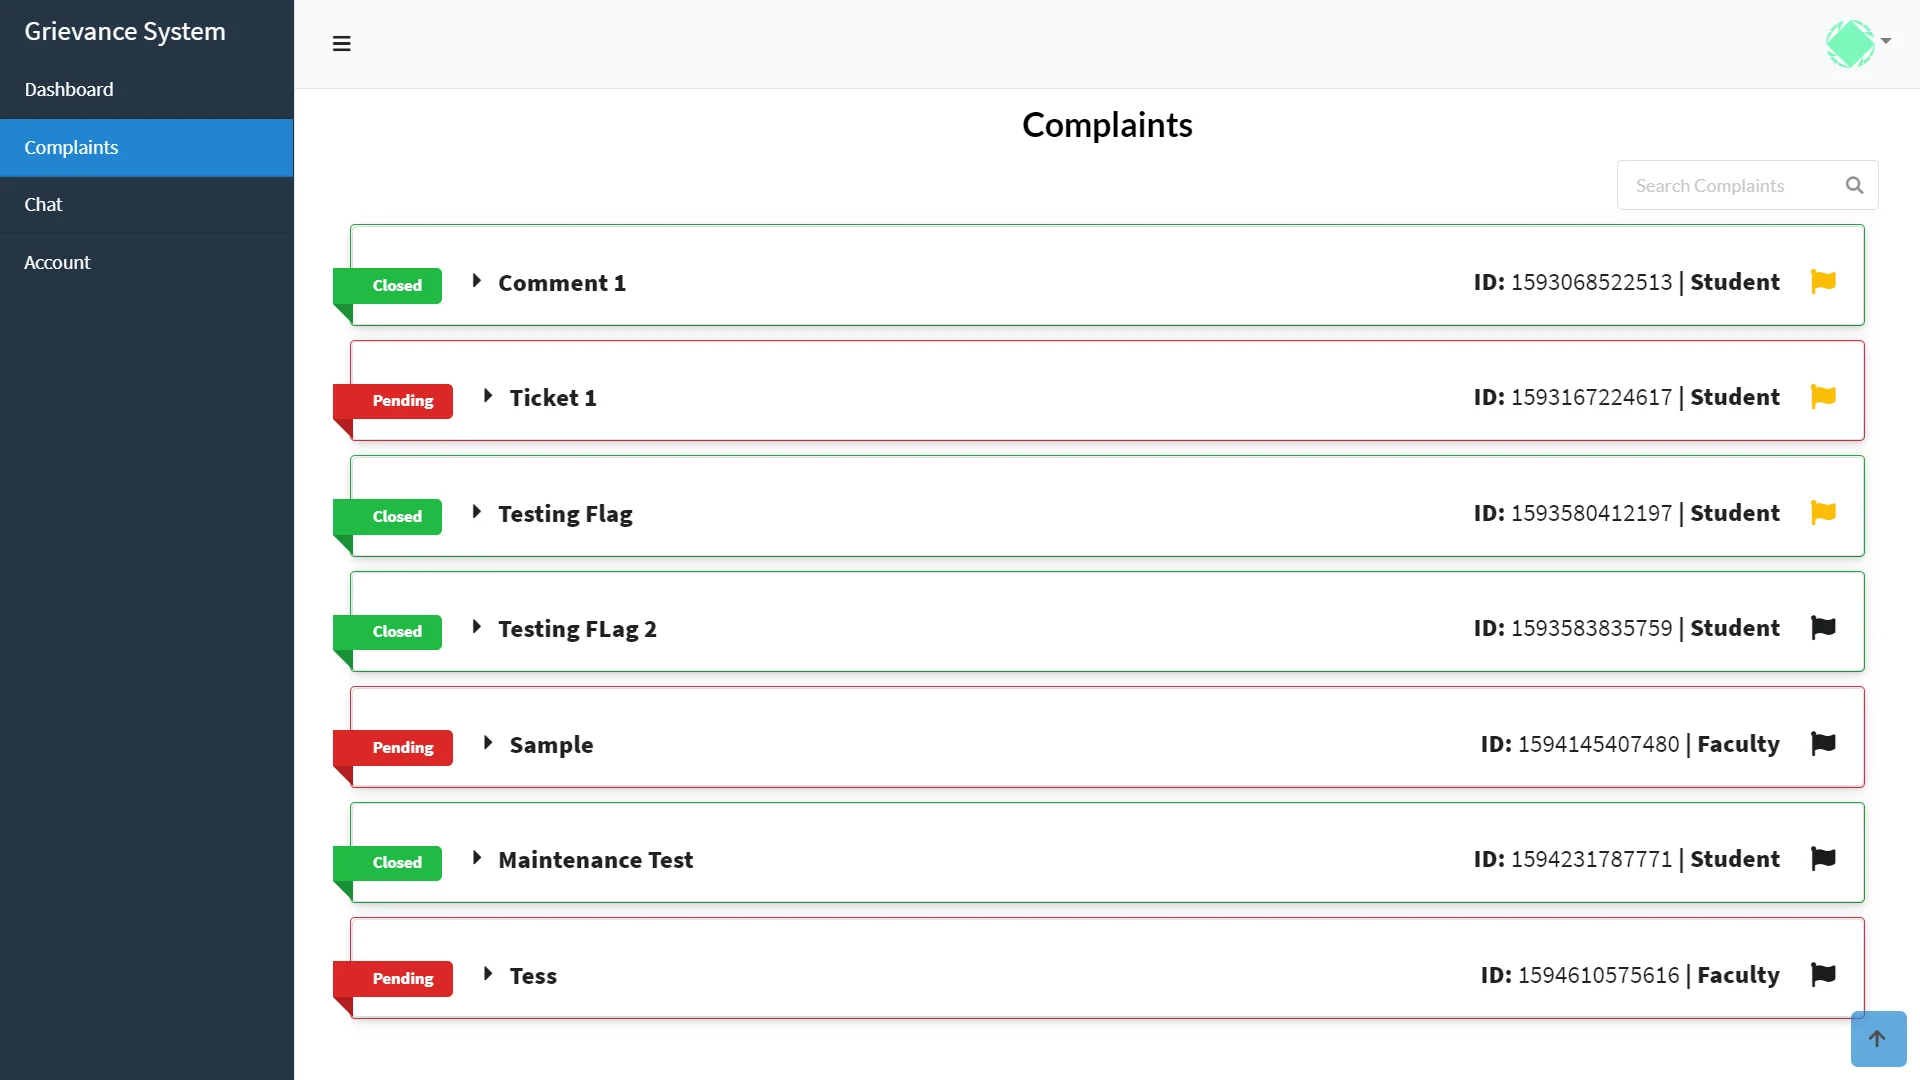 Grievance System
Dashboard
Complaints
Chat
Account
Complaints
Search Complaints
Closed Comment 1 ID: 1593068522513 | Student
Pending Ticket 1 ID: 1593167224617 | Student
Closed Testing Flag ID: 1593580412197 | Student
Closed Testing FLag 2 ID: 1593583835759 | Student
Pending Sample ID: 1594145407480 | Faculty
Closed Maintenance Test ID: 1594231787771 | Student
Pending Tess ID: 1594610575616 | Faculty